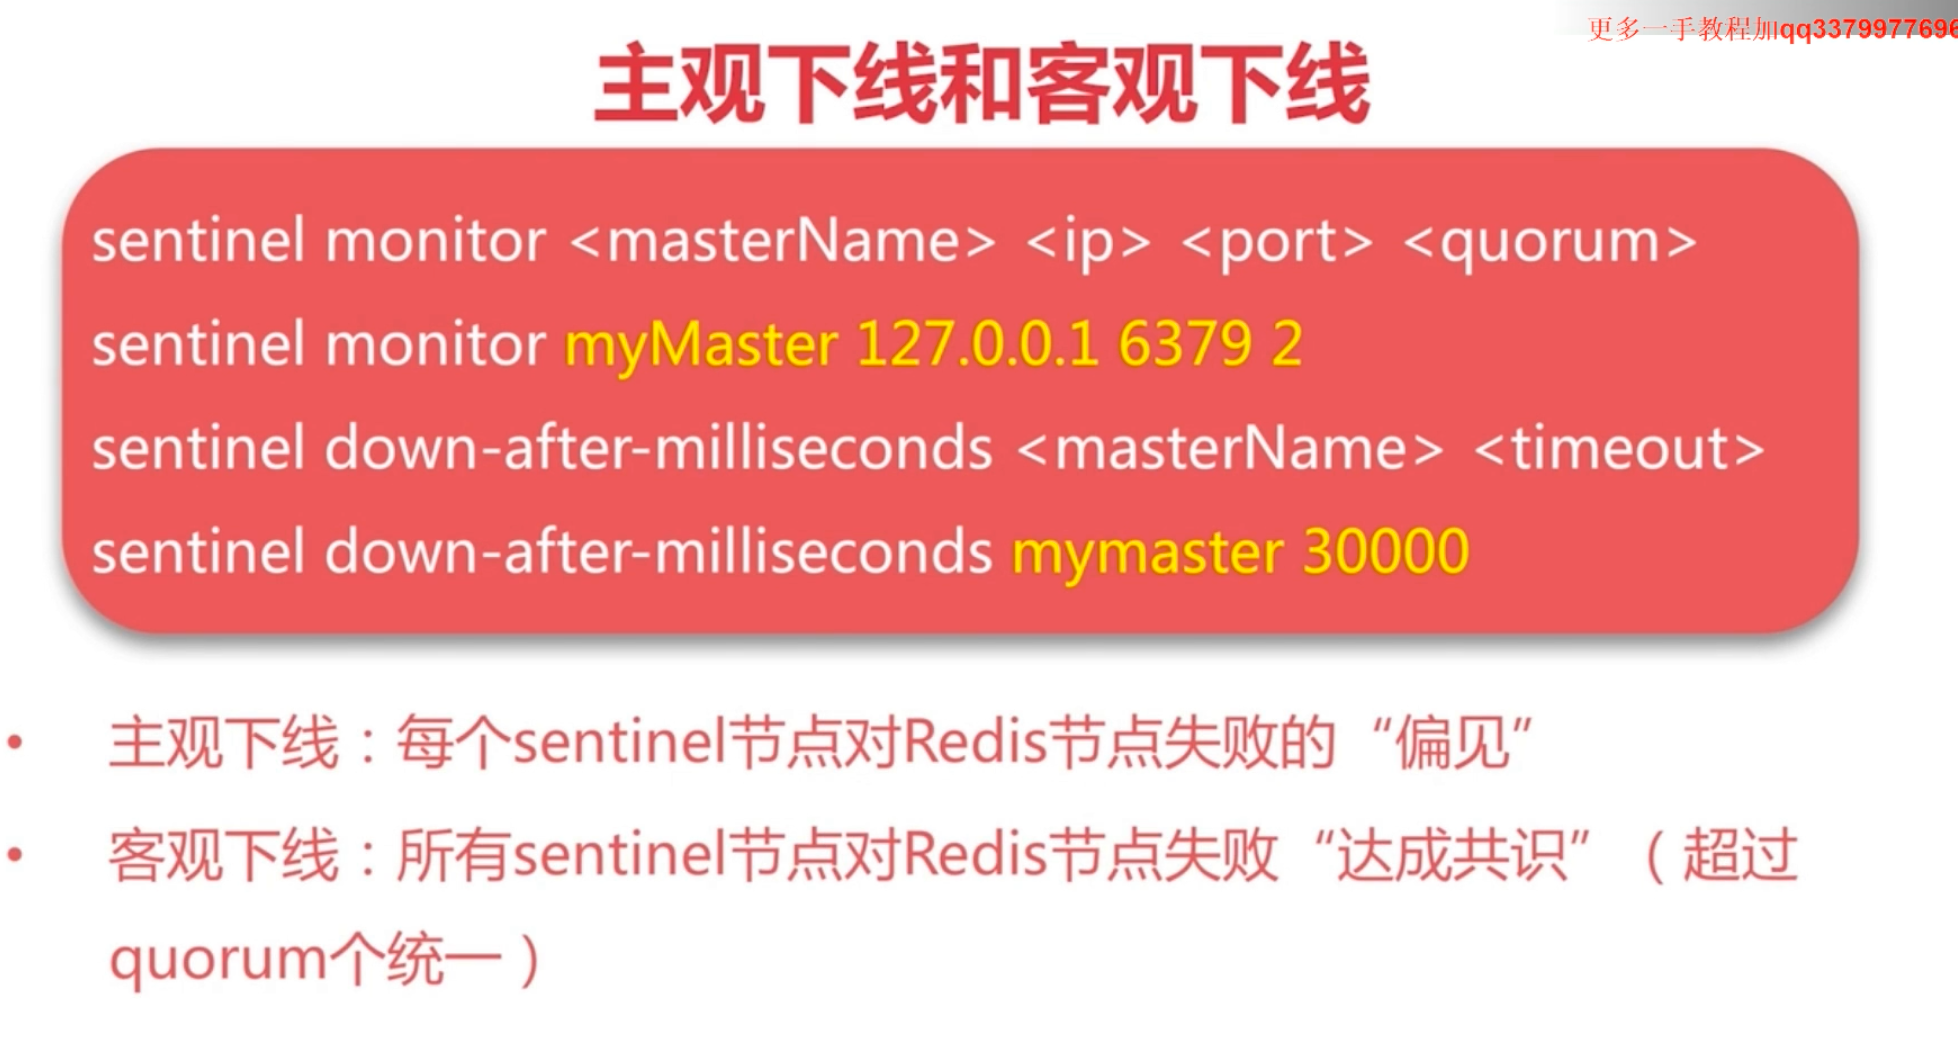 更多一手教程加qq3379977696
主观下线和客观下线
sentinel monitor <masterName> <ip> <port> <quorum>
sentinel monitor myMaster 127.0.0.1 6379 2
sentinel down-after-milliseconds <masterName> <timeout>
sentinel down-after-milliseconds mymaster 30000
• 主观下线：每个sentinel节点对Redis节点失败的“偏见”
• 客观下线：所有sentinel节点对Redis节点失败“达成共识”（超过
quorum个统一）